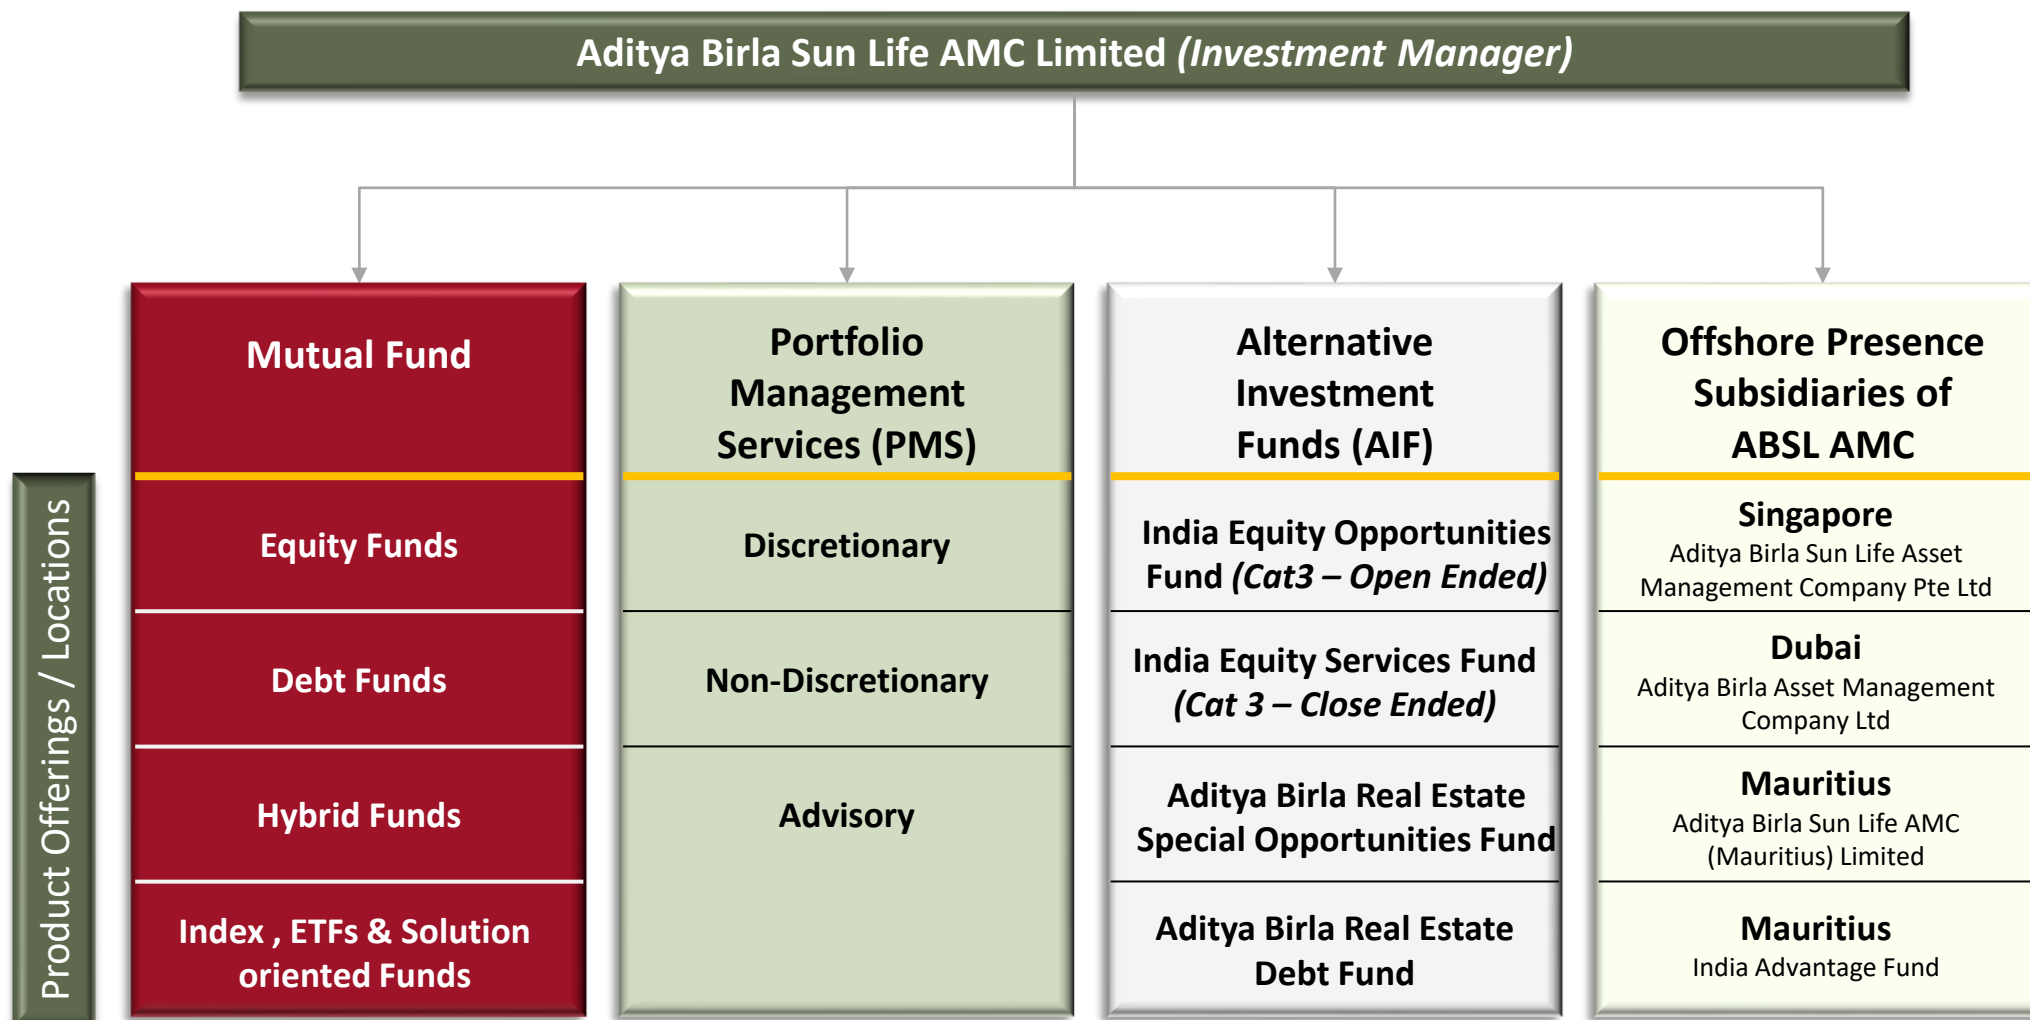 Aditya Birla Sun Life AMC Limited (Investment Manager)
Mutual Fund
Portfolio
Management
Services (PMS)
Alternative
Investment
Funds (AIF)
Offshore Presence
Subsidiaries of
ABSL AMC
Product Offerings / Locations
Equity Funds
Debt Funds
Hybrid Funds
Index , ETFs & Solution
oriented Funds
Discretionary
Non-Discretionary
Advisory
India Equity Opportunities
Fund (Cat3 – Open Ended)
India Equity Services Fund
(Cat 3 – Close Ended)
Aditya Birla Real Estate
Special Opportunities Fund
Aditya Birla Real Estate
Debt Fund
Singapore
Aditya Birla Sun Life Asset
Management Company Pte Ltd
Dubai
Aditya Birla Asset Management
Company Ltd
Mauritius
Aditya Birla Sun Life AMC
(Mauritius) Limited
Mauritius
India Advantage Fund